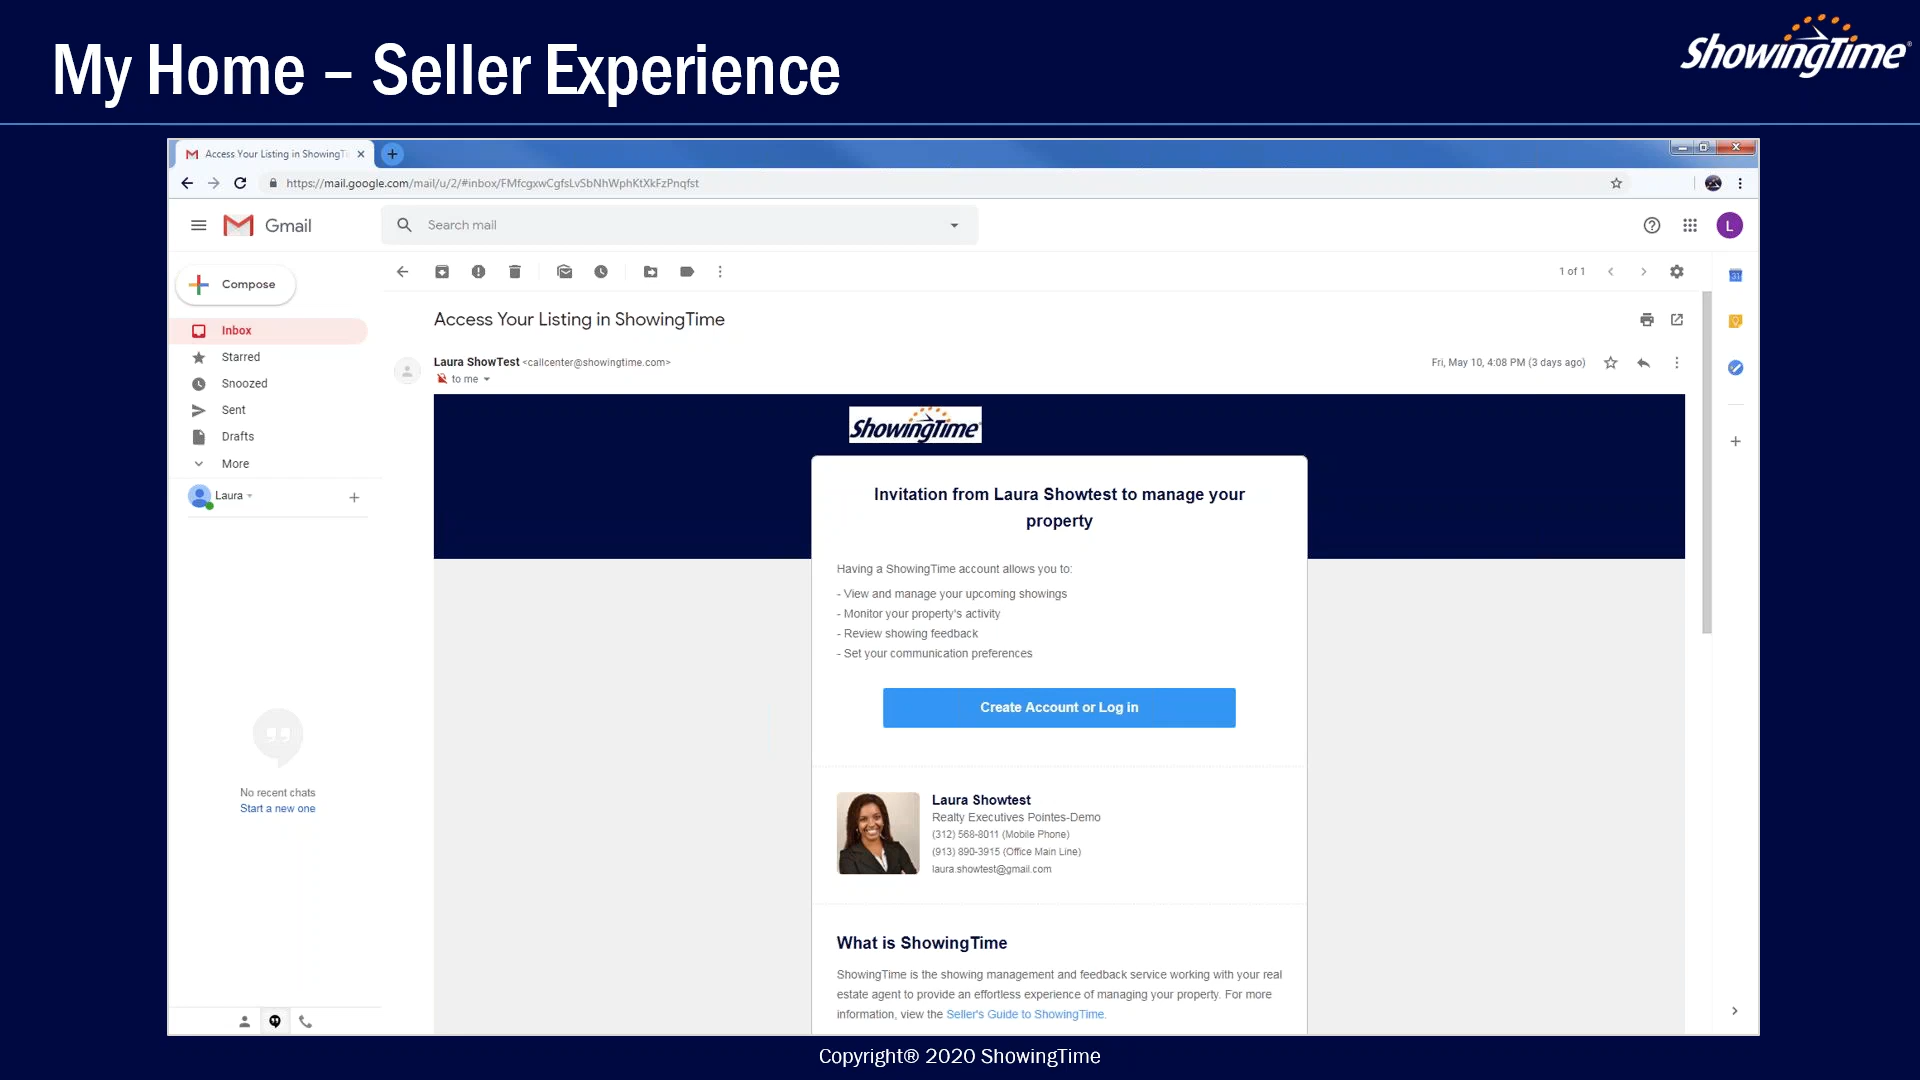 My Home – Seller Experience
ShowingTime
Access Your Listing in ShowingTi
https://mail.google.com/mail/u/2/#inbox/FMfcgxwCgfsLvSbNhWphKtXkFzPnqfst
Gmail
Search mail
L
Compose
1 of 1
31
Inbox
Access Your Listing in ShowingTime
Starred
Laura ShowTest <callcenter@showingtime.com>
Fri, May 10, 4:08 PM (3 days ago)
to me
Snoozed
Sent
Drafts
More
Laura
ShowingTime
Invitation from Laura Showtest to manage your
property
Having a ShowingTime account allows you to:
- View and manage your upcoming showings
- Monitor your property's activity
- Review showing feedback
- Set your communication preferences
Create Account or Log in
No recent chats
Start a new one
Laura Showtest
Realty Executives Pointes-Demo
(312) 568-8011 (Mobile Phone)
(913) 890-3915 (Office Main Line)
laura.showtest@gmail.com
What is ShowingTime
ShowingTime is the showing management and feedback service working with your real
estate agent to provide an effortless experience of managing your property. For more
information, view the Seller's Guide to ShowingTime.
Copyright® 2020 ShowingTime